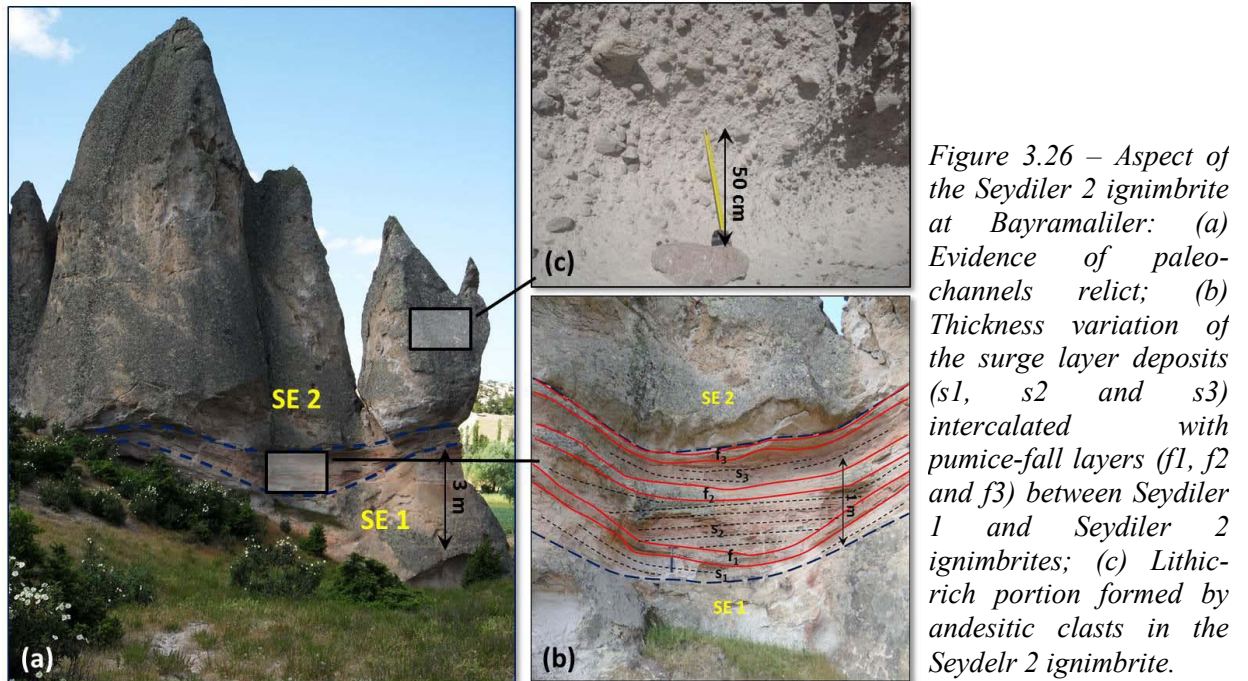 SE 2
SE 1
3 m
(a)
50 cm
(c)
SE 2
f3
s3
f2
1 m
s2
f1
s1
SE 1
(b)
Figure 3.26 – Aspect of
the Seydiler 2 ignimbrite
at Bayramaliler: (a)
Evidence of paleo-
channels relict; (b)
Thickness variation of
the surge layer deposits
(s1, s2 and s3)
intercalated with
pumice-fall layers (f1, f2
and f3) between Seydiler
1 and Seydiler 2
ignimbrites; (c) Lithic-
rich portion formed by
andesitic clasts in the
Seydelr 2 ignimbrite.